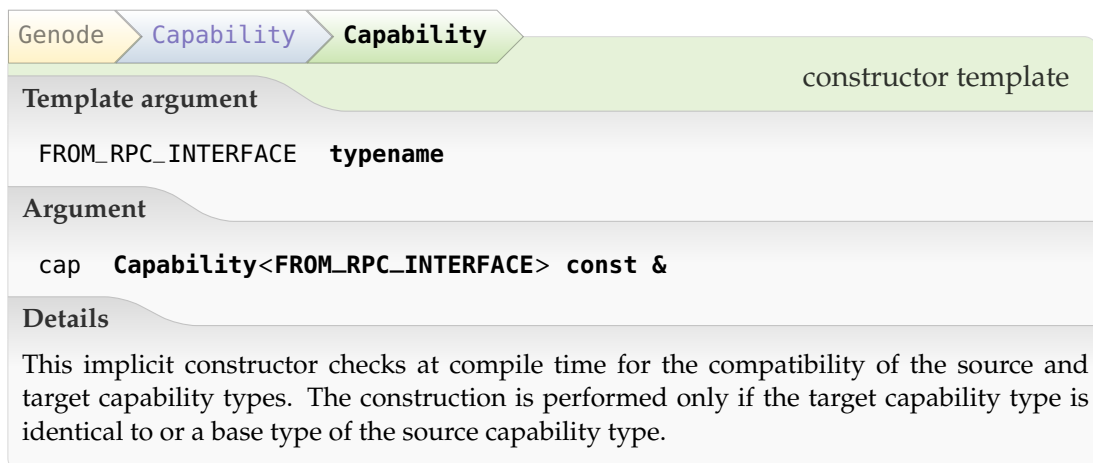 Genode Capability Capability
constructor template
Template argument
FROM_RPC_INTERFACE typename
Argument
cap Capability<FROM_RPC_INTERFACE> const &
Details
This implicit constructor checks at compile time for the compatibility of the source and
target capability types. The construction is performed only if the target capability type is
identical to or a base type of the source capability type.